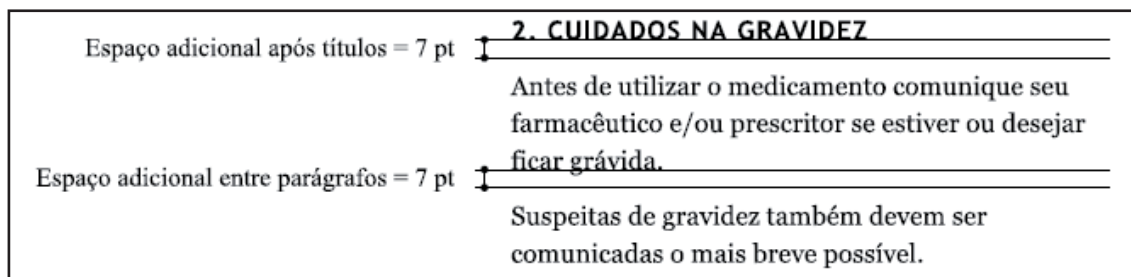 2. CUIDADOS NA GRAVIDEZ
Espaço adicional após títulos = 7 pt
Antes de utilizar o medicamento comunique seu
farmacêutico e/ou prescritor se estiver ou desejar
ficar grávida.
Espaço adicional entre parágrafos = 7 pt
Suspeitas de gravidez também devem ser
comunicadas o mais breve possível.